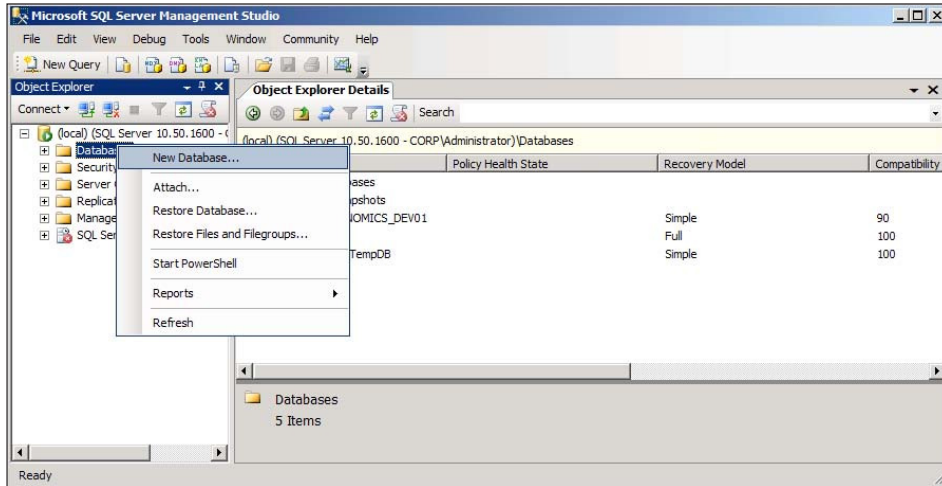 Microsoft SQL Server Management Studio
File Edit View Debug Tools Window Community Help
New Query
Object Explorer
Connect
(local) (SQL Server 10.50.1600 - (
Databas
Security
Server
Replicat
Manage
SQL Ser
New Database...
Attach...
Restore Database...
Restore Files and Filegroups...
Start PowerShell
Reports
Refresh
Object Explorer Details
Search
(local) (SQL Server 10.50.1600 - CORP\Administrator)\Databases
Policy Health State Recovery Model Compatibility
bases
pshots
NOMICS_DEV01 Simple 90
Full 100
TempDB Simple 100
Databases
5 Items
Ready